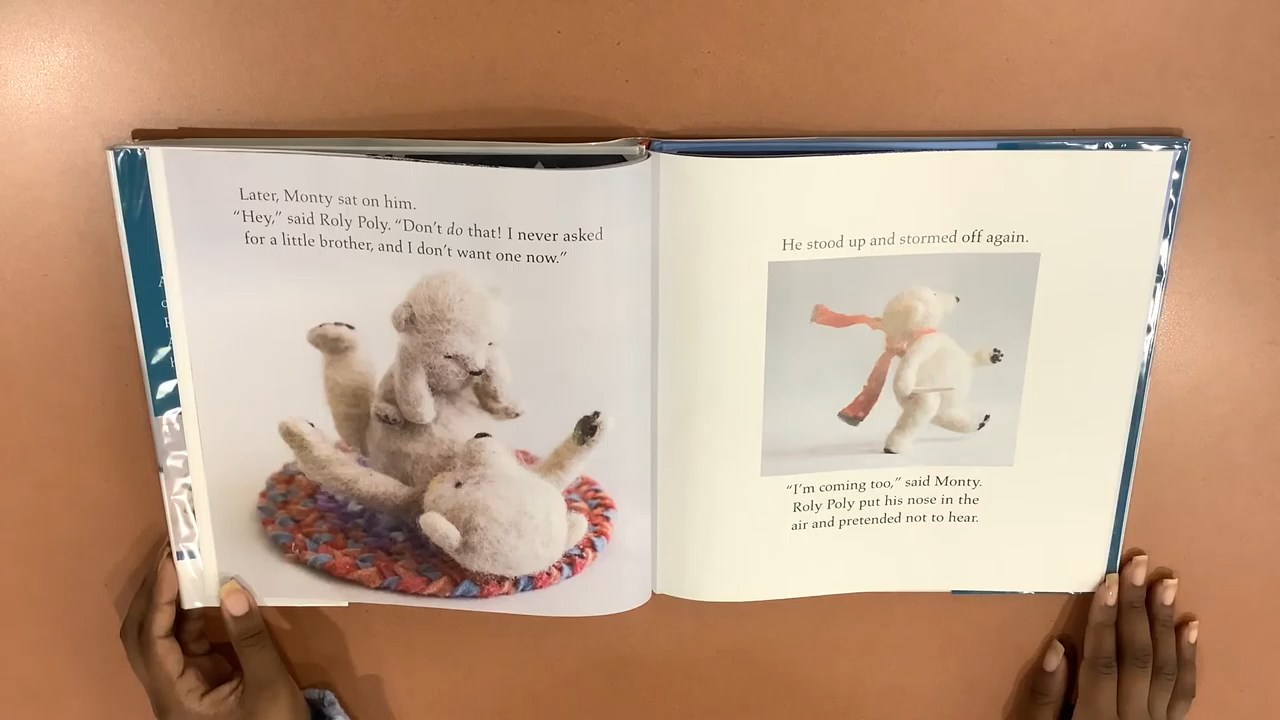 Later, Monty sat on him.
“Hey,” said Roly Poly. “Don’t do that! I never asked
for a little brother, and I don’t want one now.”
He stood up and stormed off again.
“I’m coming too,” said Monty.
Roly Poly put his nose in the
air and pretended not to hear.